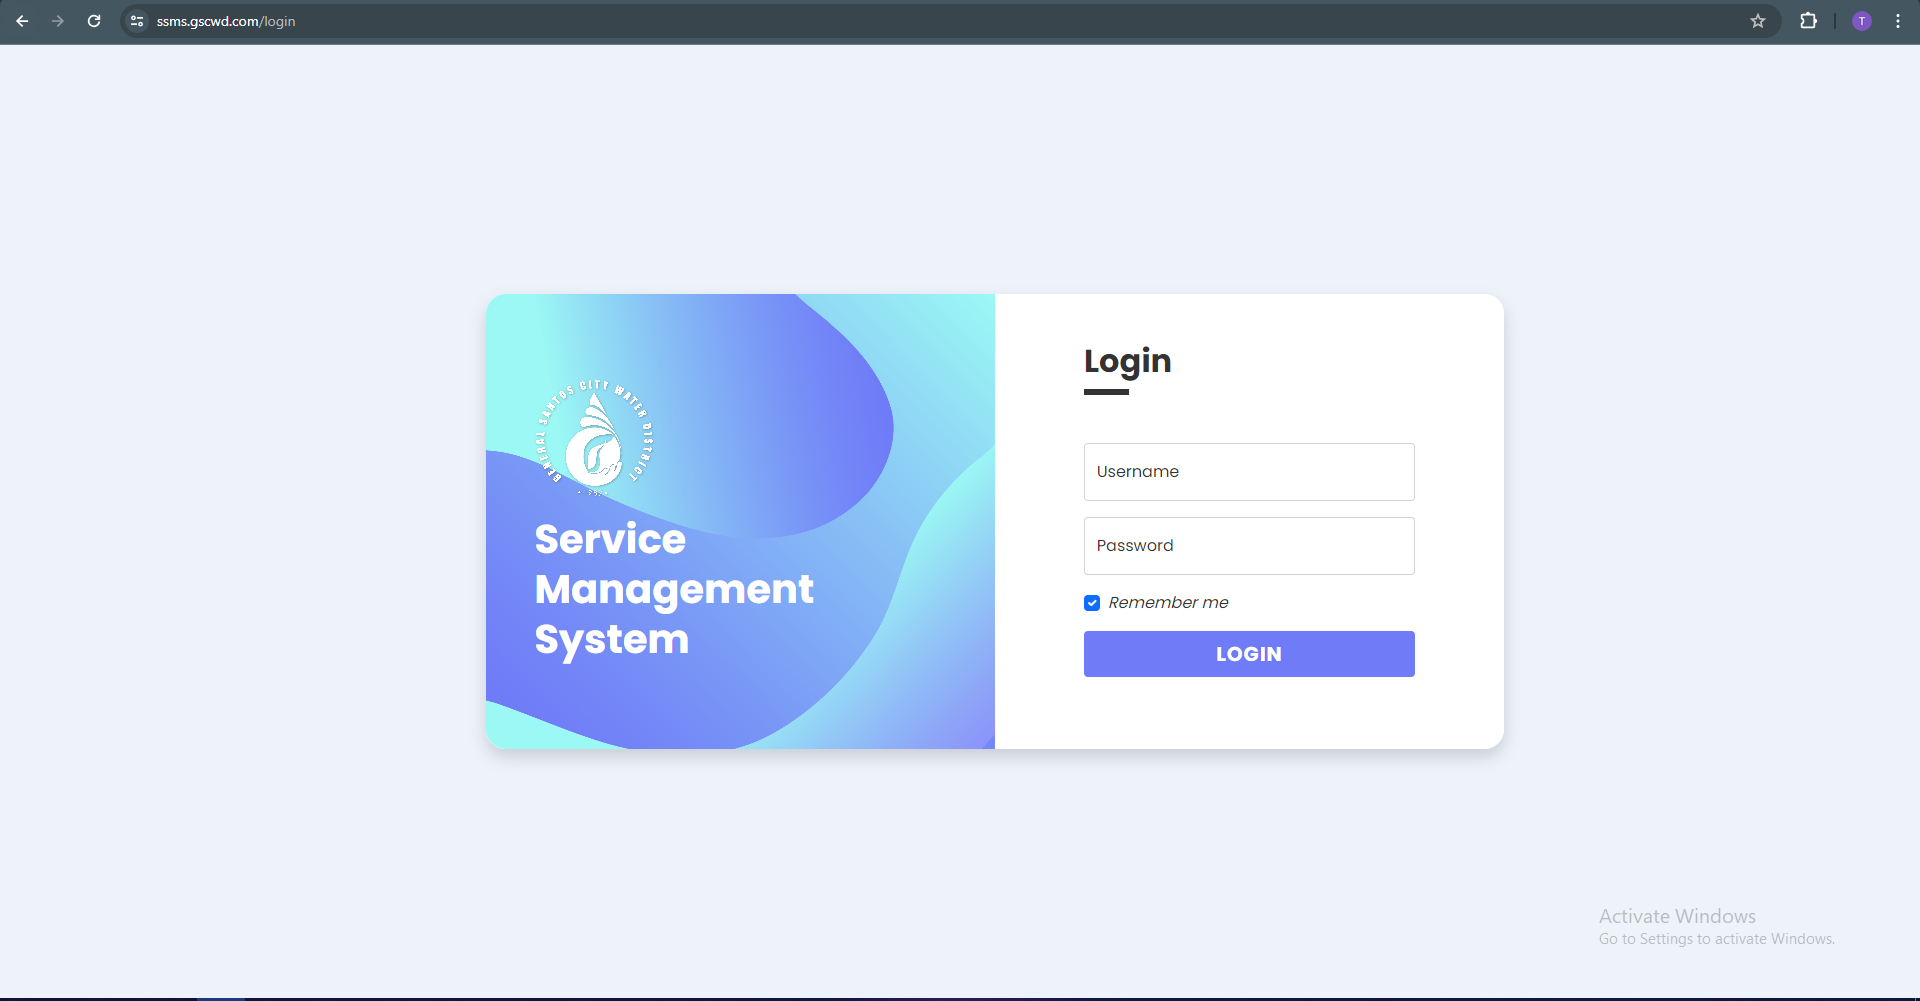 ssms.gscwd.com/login
T
GENERAL SANTOS CITY WATER DISTRICT
Service
Management
System
Login
Username
Password
Remember me
LOGIN
Activate Windows
Go to Settings to activate Windows.